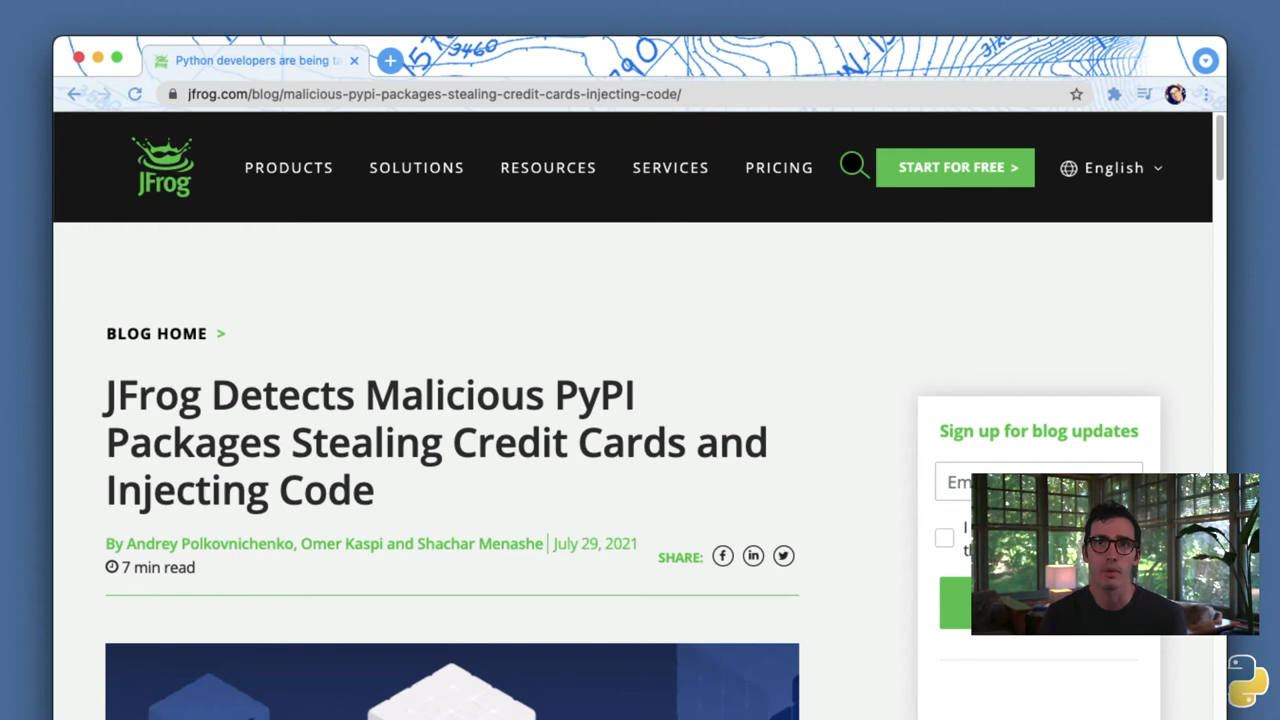 3460
Python developers are being ta
jfrog.com/blog/malicious-pypi-packages-stealing-credit-cards-injecting-code/
JFrog
PRODUCTS
SOLUTIONS
RESOURCES
SERVICES
PRICING
START FOR FREE >
English
BLOG HOME >
JFrog Detects Malicious PyPI
Packages Stealing Credit Cards and
Injecting Code
By Andrey Polkovnichenko, Omer Kaspi and Shachar Menashe | July 29, 2021
7 min read
SHARE:
Sign up for blog updates
Em